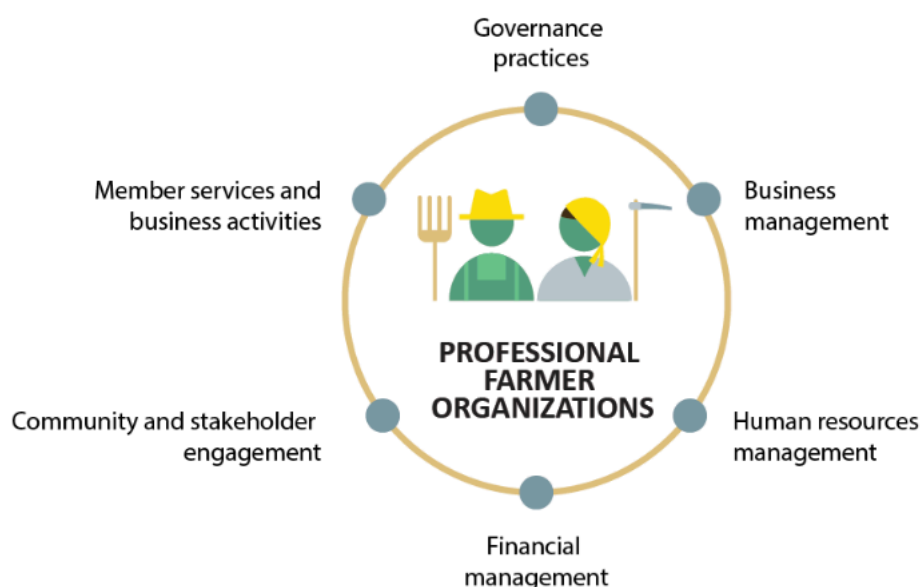 Governance
practices
Member services and
business activities
Business
management
PROFESSIONAL
FARMER
ORGANIZATIONS
Community and stakeholder
engagement
Human resources
management
Financial
management